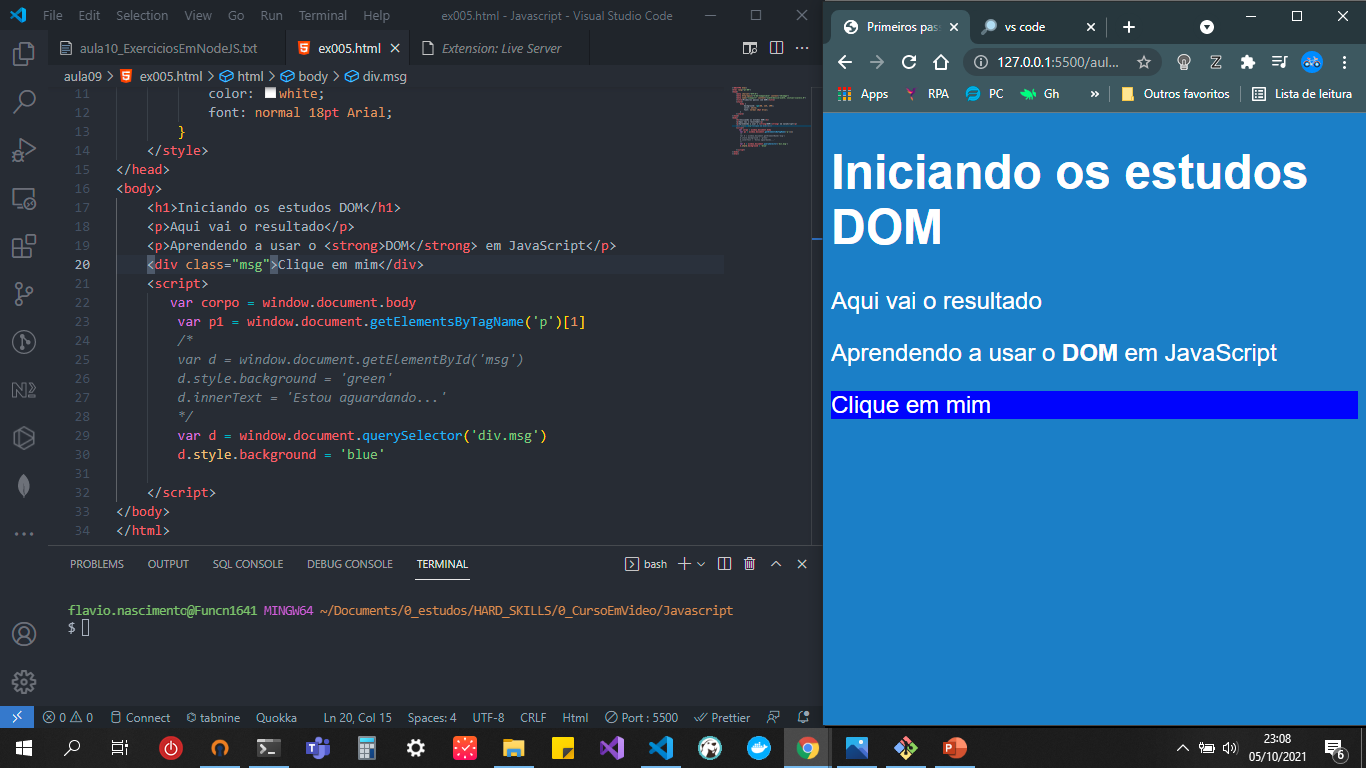 File Edit Selection View Go Run Terminal Help
ex005.html - Javascript - Visual Studio Code
aula10_ExerciciosEmNodeJS.txt
ex005.html
Extension: Live Server
aula09 > ex005.html > html > body > div.msg
11 color: white;
12 font: normal 18pt Arial;
13 }
14 </style>
15 </head>
16 <body>
17 <h1>Iniciando os estudos DOM</h1>
18 <p>Aqui vai o resultado</p>
19 <p>Aprendendo a usar o <strong>DOM</strong> em JavaScript</p>
20 <div class="msg">Clique em mim</div>
21 <script>
22 var corpo = window.document.body
23 var p1 = window.document.getElementsByTagName('p')[1]
24 /*
25 var d = window.document.getElementById('msg')
26 d.style.background = 'green'
27 d.innerText = 'Estou aguardando...'
28 */
29 var d = window.document.querySelector('div.msg')
30 d.style.background = 'blue'
31
32 </script>
33 </body>
34 </html>
PROBLEMS OUTPUT SQL CONSOLE DEBUG CONSOLE TERMINAL
bash
flavio.nascimento@Funcn1641 MINGW64 ~/Documents/0_estudos/HARD_SKILLS/0_CursoEmVideo/Javascript
$
0 0 Connect tabnine Quokka Ln 20, Col 15 Spaces: 4 UTF-8 CRLF Html Port : 5500 Prettier
Primeiros pas
vs code
127.0.0.1:5500/aul...
Apps RPA PC Gh » Outros favoritos Lista de leitura
Iniciando os estudos
DOM
Aqui vai o resultado
Aprendendo a usar o DOM em JavaScript
Clique em mim
23:08
05/10/2021
6